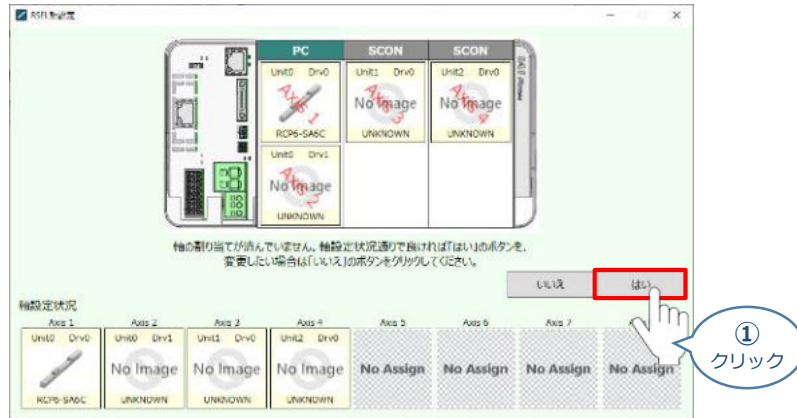 RSEL軸設定
PC SCON SCON
Unit0 Drv0 Unit1 Drv0 Unit2 Drv0
Axis 1 No Image Axis 3 No Image Axis 4
RCP6-SA6C UNKNOWN UNKNOWN
Unit0 Drv1
No Image Axis 2
UNKNOWN
軸の割り当てが済んでいません、軸設定状況通りで良ければ「はい」のボタンを、
変更したい場合は「いいえ」のボタンをクリックしてください。
いいえ はい
軸設定状況
Axis 1 Axis 2 Axis 3 Axis 4 Axis 5 Axis 6 Axis 7
Unit0 Drv0 Unit0 Drv1 Unit1 Drv0 Unit2 Drv0
No Image No Image No Image No Assign No Assign No Assign No Assign
RCP6-SA6C UNKNOWN UNKNOWN UNKNOWN
①
クリック